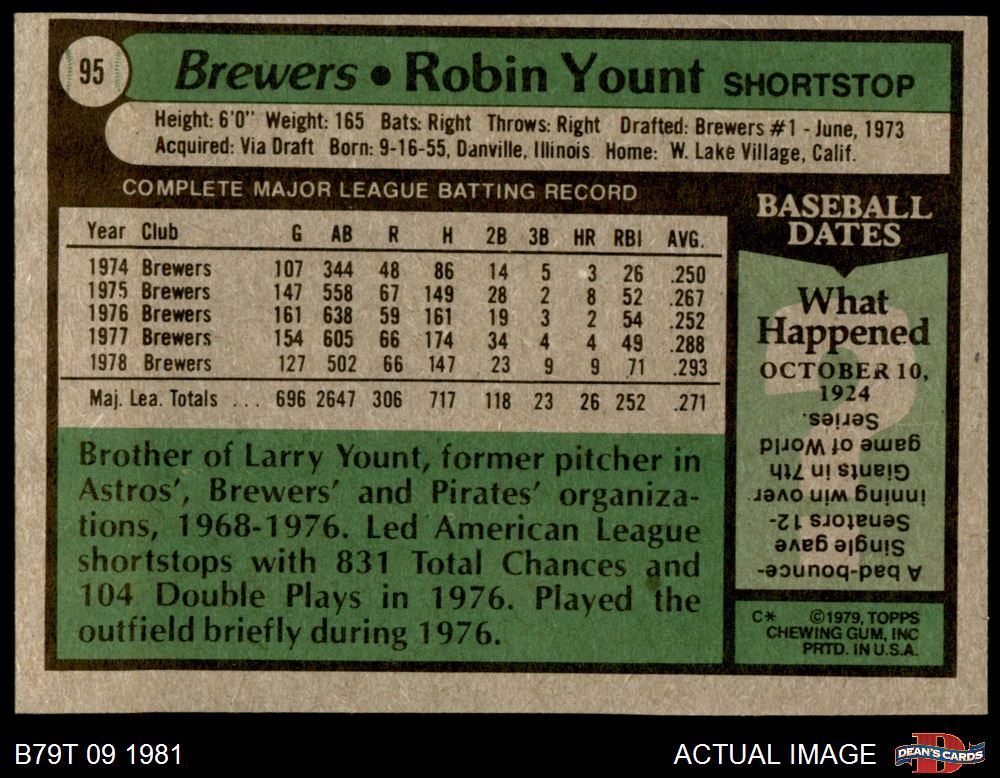 95
Brewers • Robin Yount SHORTSTOP
Height: 6'0" Weight: 165 Bats: Right Throws: Right Drafted: Brewers #1 - June, 1973
Acquired: Via Draft Born: 9-16-55, Danville, Illinois Home: W. Lake Village, Calif.
COMPLETE MAJOR LEAGUE BATTING RECORD
Year Club G AB R H 2B 3B HR RBI AVG.
1974 Brewers 107 344 48 86 14 5 3 26 .250
1975 Brewers 147 558 67 149 28 2 8 52 .267
1976 Brewers 161 638 59 161 19 3 2 54 .252
1977 Brewers 154 605 66 174 34 4 4 49 .288
1978 Brewers 127 502 66 147 23 9 9 71 .293
Maj. Lea. Totals ... 696 2647 306 717 118 23 26 252 .271
Brother of Larry Yount, former pitcher in
Astros', Brewers' and Pirates' organiza-
tions, 1968-1976. Led American League
shortstops with 831 Total Chances and
104 Double Plays in 1976. Played the
outfield briefly during 1976.
BASEBALL
DATES
What
Happened
OCTOBER 10,
1924
A bad-bounce-
Single gave
Senators 12-
inning win over
Giants in 7th
game of World
Series.
C* ©1979, TOPPS
CHEWING GUM, INC
PRTD. IN U.S.A.
B79T 09 1981
ACTUAL IMAGE
DEAN'S CARDS